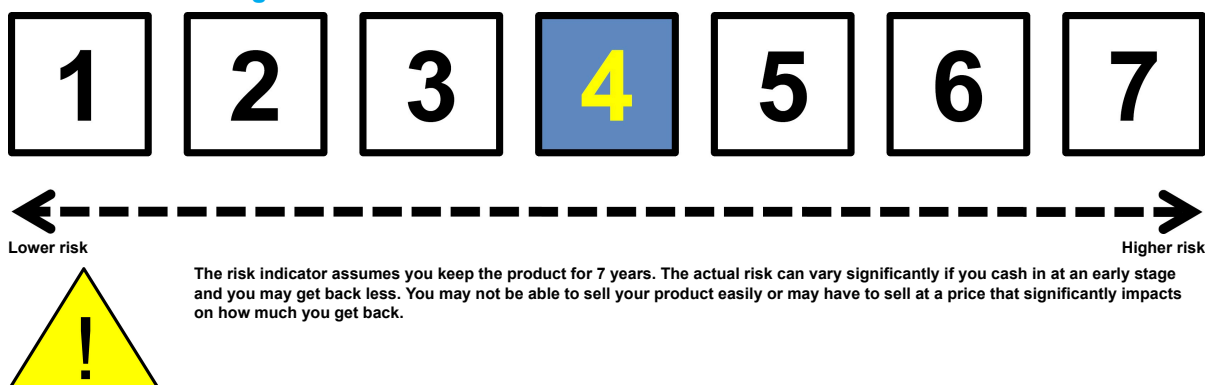 1 2 3 4 5 6 7
Lower risk Higher risk
The risk indicator assumes you keep the product for 7 years. The actual risk can vary significantly if you cash in at an early stage
and you may get back less. You may not be able to sell your product easily or may have to sell at a price that significantly impacts
on how much you get back.
!